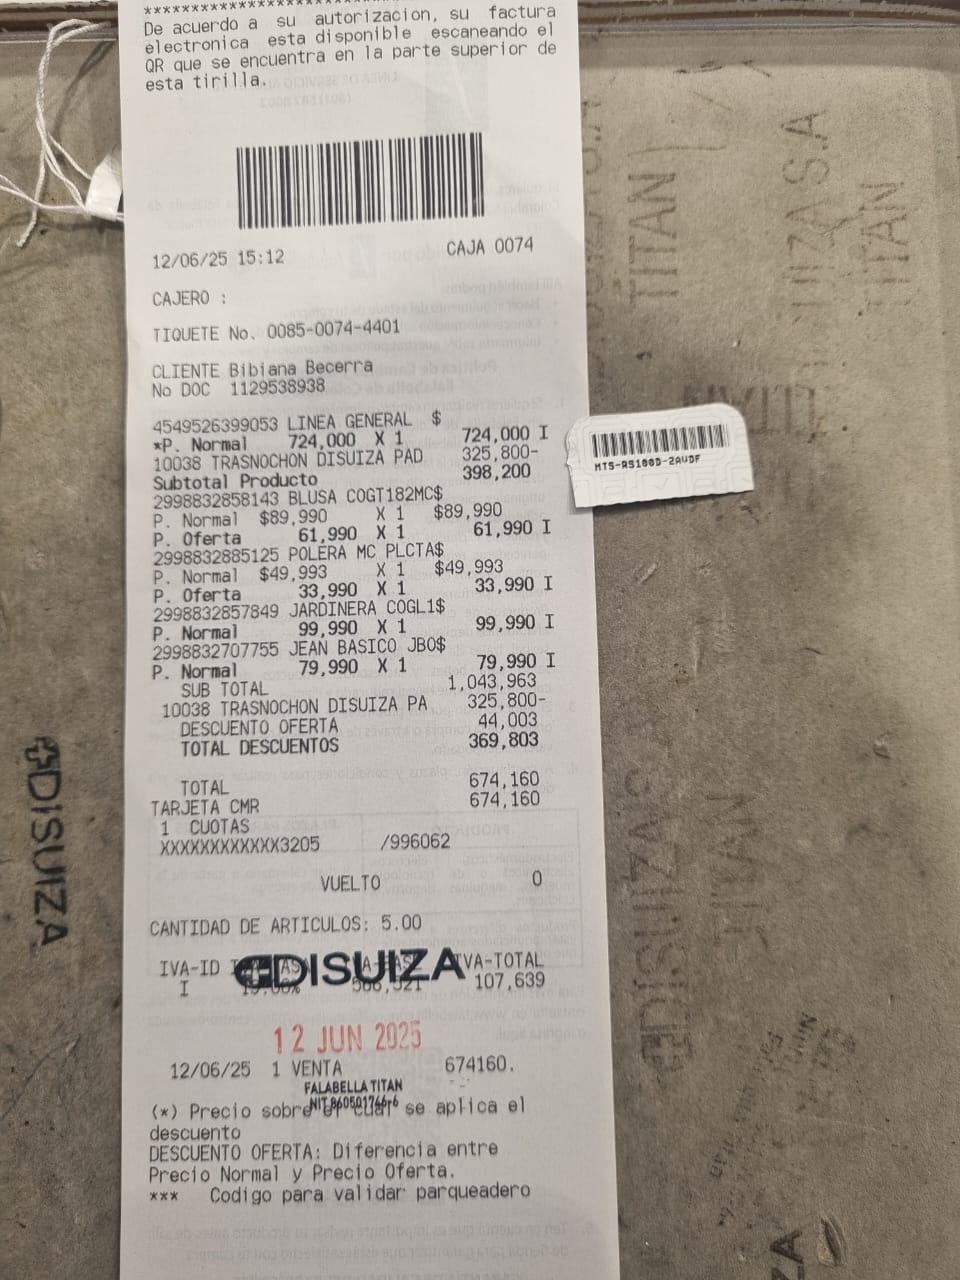 ************************************
De acuerdo a su autorizacion, su factura
electronica esta disponible escaneando el
QR que se encuentra en la parte superior de
esta tirilla.
12/06/25 15:12 CAJA 0074
CAJERO :
TIQUETE No. 0085-0074-4401
CLIENTE Bibiana Becerra
No DOC 1129538938
4549526399053 LINEA GENERAL $
*P. Normal 724,000 X 1 724,000 I
10038 TRASNOCHON DISUIZA PAD 325,800-
Subtotal Producto 398,200
2998832858143 BLUSA COGT182MC$
P. Normal $89,990 X 1 $89,990
P. Oferta 61,990 X 1 61,990 I
2998832885125 POLERA MC PLCTA$
P. Normal $49,993 X 1 $49,993
P. Oferta 33,990 X 1 33,990 I
2998832857849 JARDINERA COGL1$
P. Normal 99,990 X 1 99,990 I
2998832707755 JEAN BASICO JBO$
P. Normal 79,990 X 1 79,990 I
SUB TOTAL 1,043,963
10038 TRASNOCHON DISUIZA PA 325,800-
DESCUENTO OFERTA 44,003
TOTAL DESCUENTOS 369,803
TOTAL 674,160
TARJETA CMR 674,160
1 CUOTAS
XXXXXXXXXXXX3205 /996062
VUELTO 0
CANTIDAD DE ARTICULOS: 5.00
IVA-ID IVA-TOTAL
DISUIZA
I 107,639
12 JUN 2025
12/06/25 1 VENTA 674160.
FALABELLA TITAN
NIT.860501746-6
(*) Precio sobre el cual se aplica el
descuento
DESCUENTO OFERTA: Diferencia entre
Precio Normal y Precio Oferta.
*** Codigo para validar parqueadero
MTS-RS100D-2AVDF
DISUIZA
TITAN
UIZA S.A
TITAN